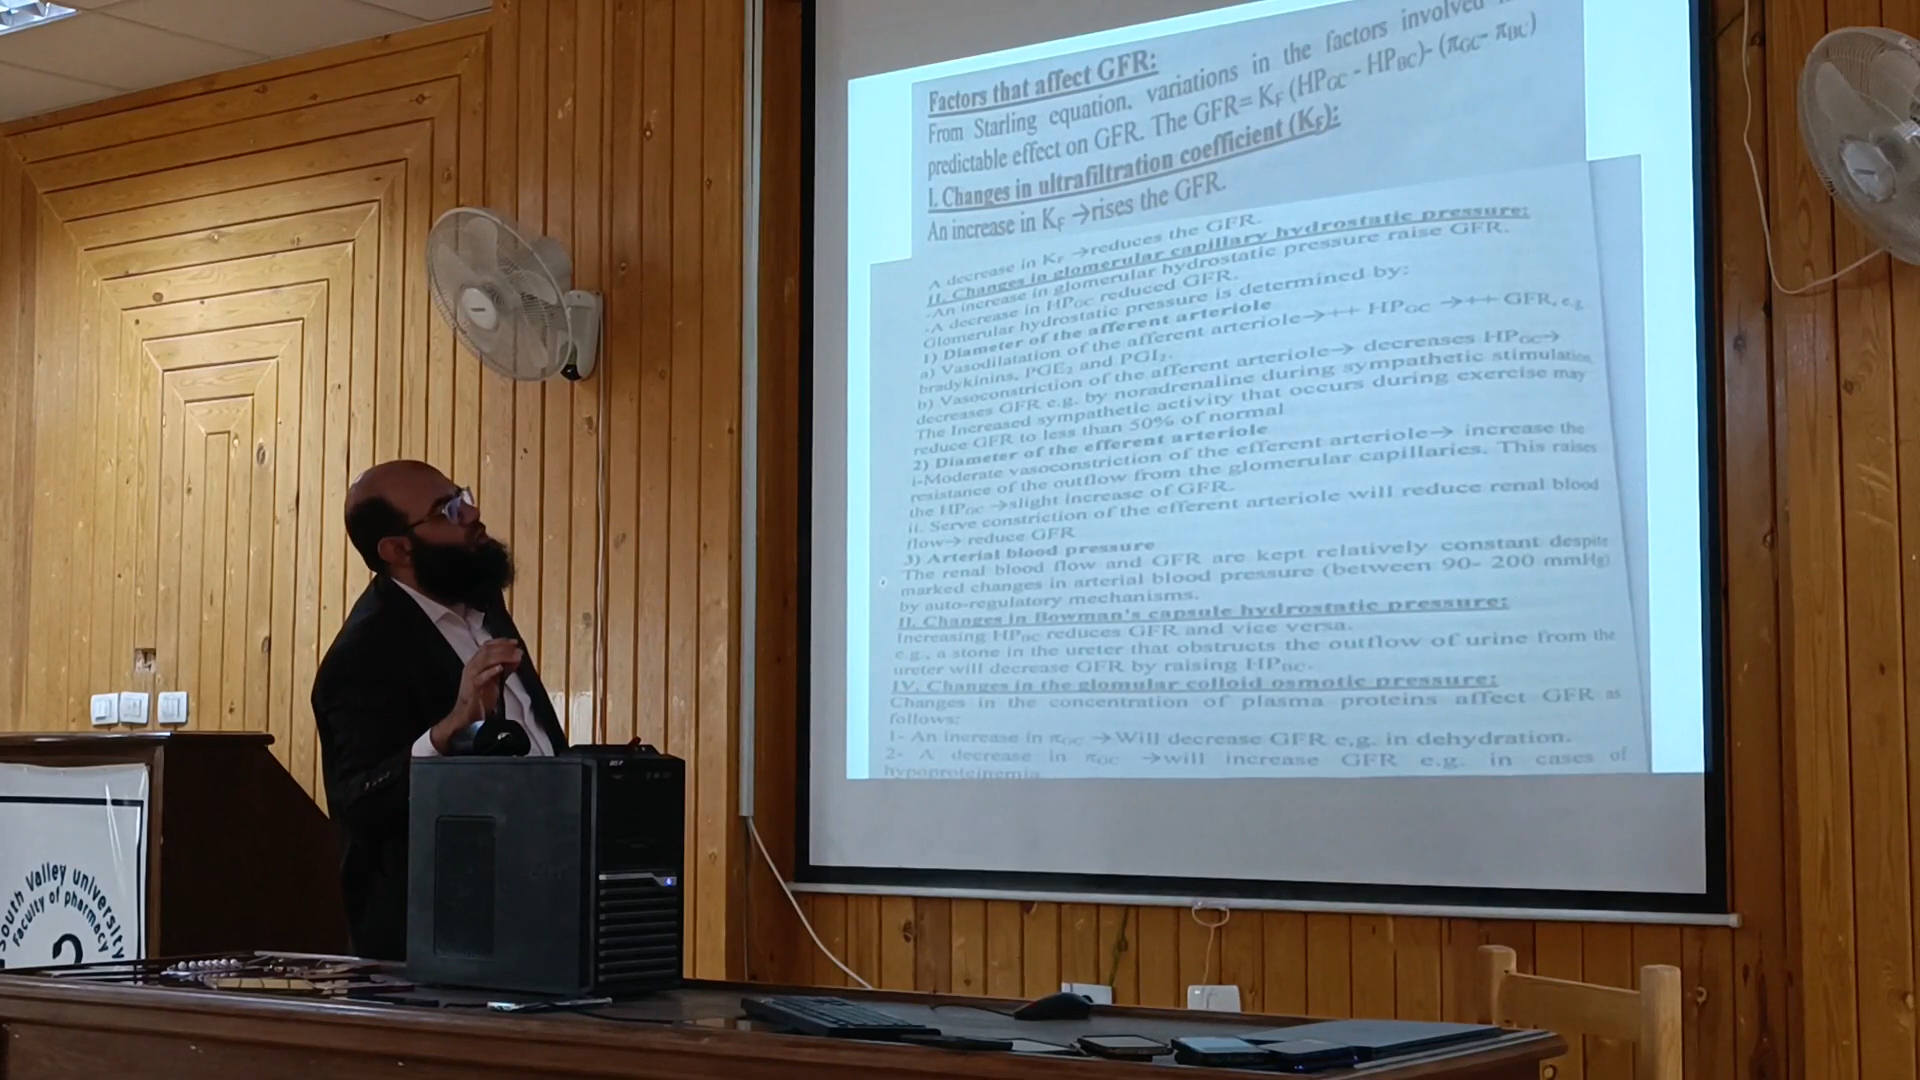 Factors that affect GFR:
From Starling equation, variations in the factors involved
predictable effect on GFR. The GFR= KF (HPGC - HPBC)- (πGC- πBC)
I. Changes in ultrafiltration coefficient (KF):
An increase in KF →rises the GFR.
A decrease in KF →reduces the GFR.
II. Changes in glomerular capillary hydrostatic pressure:
-An increase in glomerular hydrostatic pressure raise GFR.
-A decrease in HPGC reduced GFR.
Glomerular hydrostatic pressure is determined by:
1) Diameter of the afferent arteriole
a) Vasodilatation of the afferent arteriole→++ HPGC →++ GFR, e.g.
bradykinins, PGE2 and PGI2.
b) Vasoconstriction of the afferent arteriole→ decreases HPGC→
decreases GFR e.g. by noradrenaline during sympathetic stimulation
The Increased sympathetic activity that occurs during exercise may
reduce GFR to less than 50% of normal
2) Diameter of the efferent arteriole
i-Moderate vasoconstriction of the efferent arteriole→ increase the
resistance of the outflow from the glomerular capillaries. This raises
the HPGC →slight increase of GFR.
ii. Serve constriction of the efferent arteriole will reduce renal blood
flow→ reduce GFR
3) Arterial blood pressure
The renal blood flow and GFR are kept relatively constant despite
marked changes in arterial blood pressure (between 90- 200 mmHg)
by auto-regulatory mechanisms.
II. Changes in Bowman's capsule hydrostatic pressure:
Increasing HPBC reduces GFR and vice versa.
e.g., a stone in the ureter that obstructs the outflow of urine from the
ureter will decrease GFR by raising HPBC.
IV. Changes in the glomular colloid osmotic pressure:
Changes in the concentration of plasma proteins affect GFR as
follows:
1- An increase in πGC →Will decrease GFR e.g. in dehydration.
2- A decrease in πGC →will increase GFR e.g. in cases of
hypoproteinemia
South Valley university
Faculty of pharmacy
2